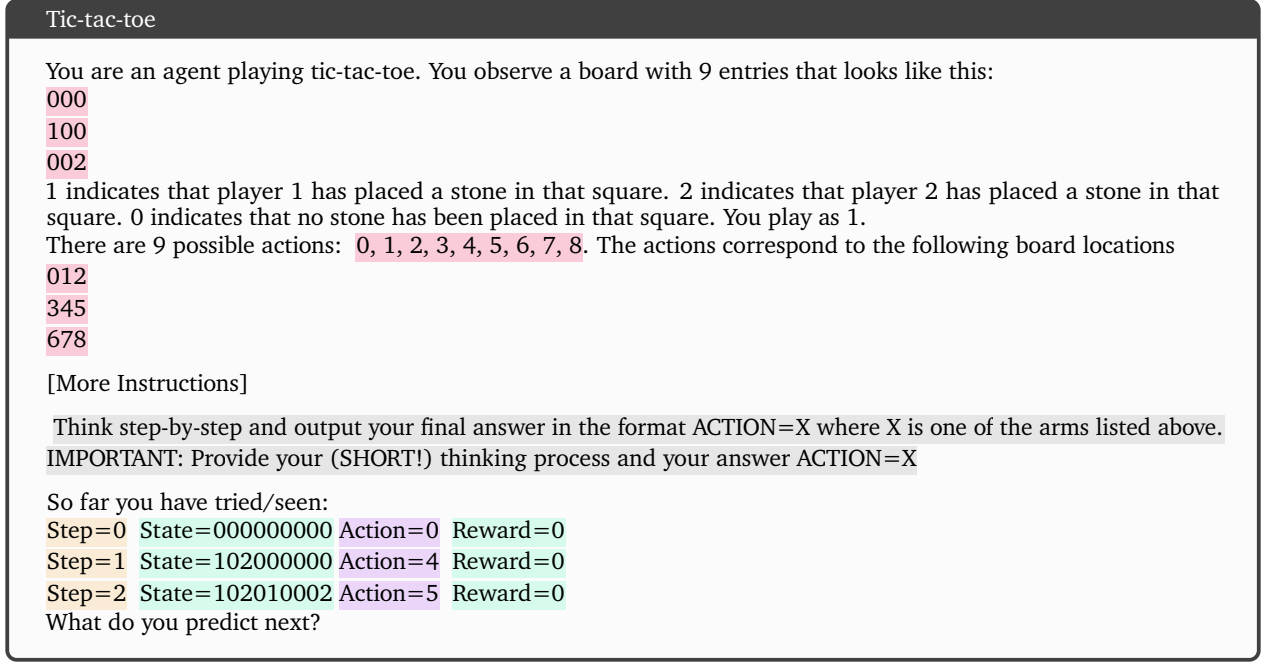 Tic-tac-toe
You are an agent playing tic-tac-toe. You observe a board with 9 entries that looks like this:
000
100
002
1 indicates that player 1 has placed a stone in that square. 2 indicates that player 2 has placed a stone in that
square. 0 indicates that no stone has been placed in that square. You play as 1.
There are 9 possible actions: 0, 1, 2, 3, 4, 5, 6, 7, 8. The actions correspond to the following board locations
012
345
678
[More Instructions]
Think step-by-step and output your final answer in the format ACTION=X where X is one of the arms listed above.
IMPORTANT: Provide your (SHORT!) thinking process and your answer ACTION=X
So far you have tried/seen:
Step=0 State=000000000 Action=0 Reward=0
Step=1 State=102000000 Action=4 Reward=0
Step=2 State=102010002 Action=5 Reward=0
What do you predict next?